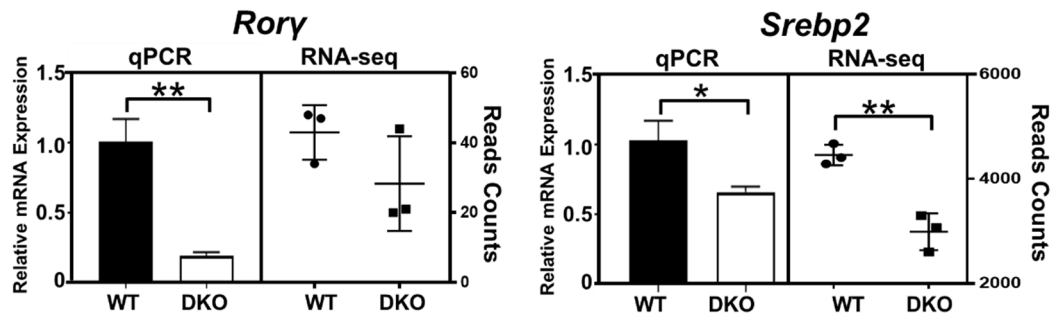 Rorγ
qPCR
RNA-seq
Relative mRNA Expression
1.5
1.0
0.5
0
**
WT
DKO
WT
DKO
60
40
20
0
Reads Counts
Srebp2
qPCR
RNA-seq
Relative mRNA Expression
1.5
1.0
0.5
0
*
**
WT
DKO
WT
DKO
6000
4000
2000
Reads Counts